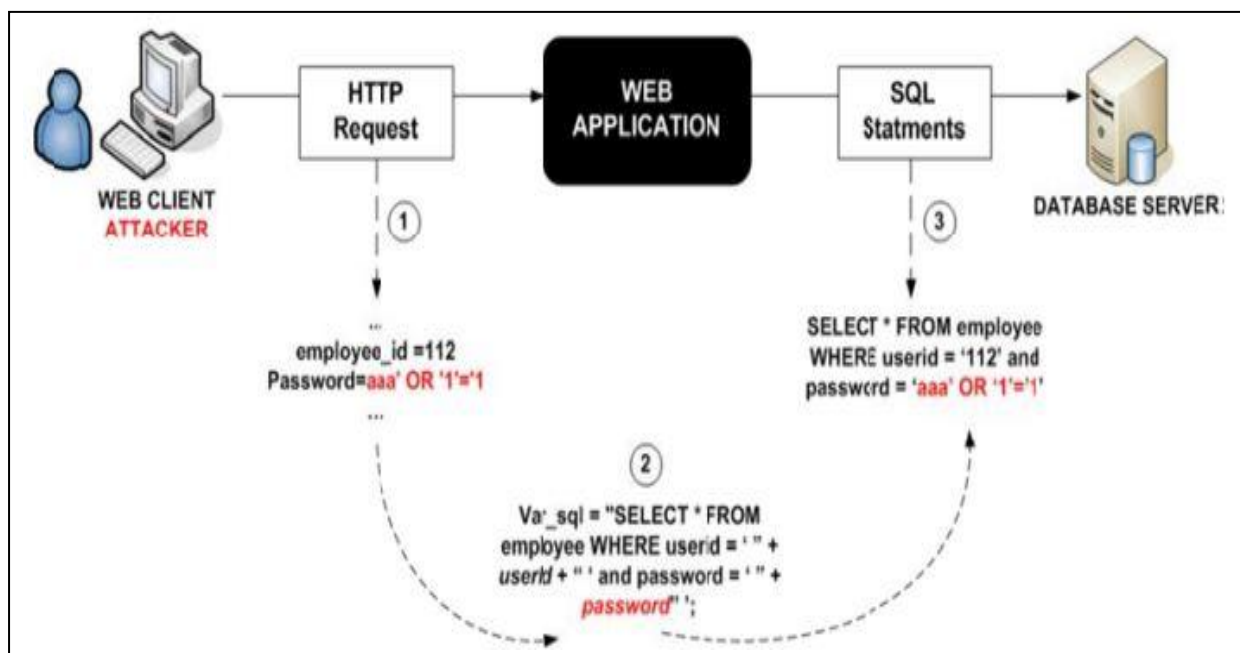 HTTP
Request
WEB
APPLICATION
SQL
Statments
WEB CLIENT
ATTACKER
DATABASE SERVER
1
3
...
employee_id =112
Password=aaa' OR '1'='1
...
SELECT * FROM employee
WHERE userid = ‘112’ and
password = ‘aaa’ OR ‘1’=’1’
2
Var_sql = "SELECT * FROM
employee WHERE userid = ‘ ” +
userId + “ ‘ and password = ‘ ” +
password” ‘;